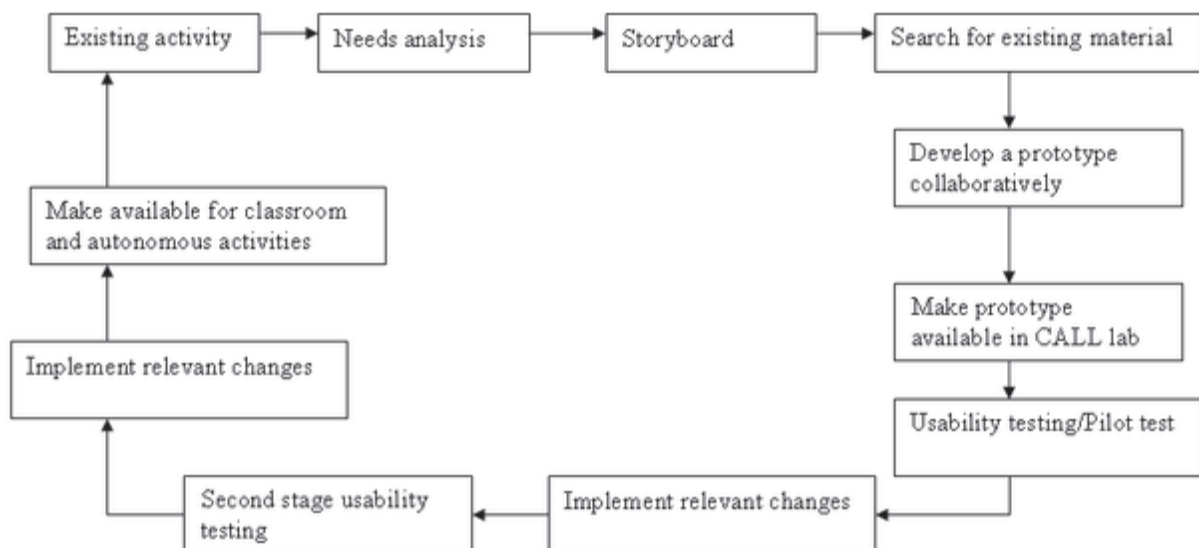 Existing activity
Needs analysis
Storyboard
Search for existing material
Develop a prototype
collaboratively
Make prototype
available in CALL lab
Usability testing/Pilot test
Implement relevant changes
Second stage usability
testing
Implement relevant changes
Make available for classroom
and autonomous activities